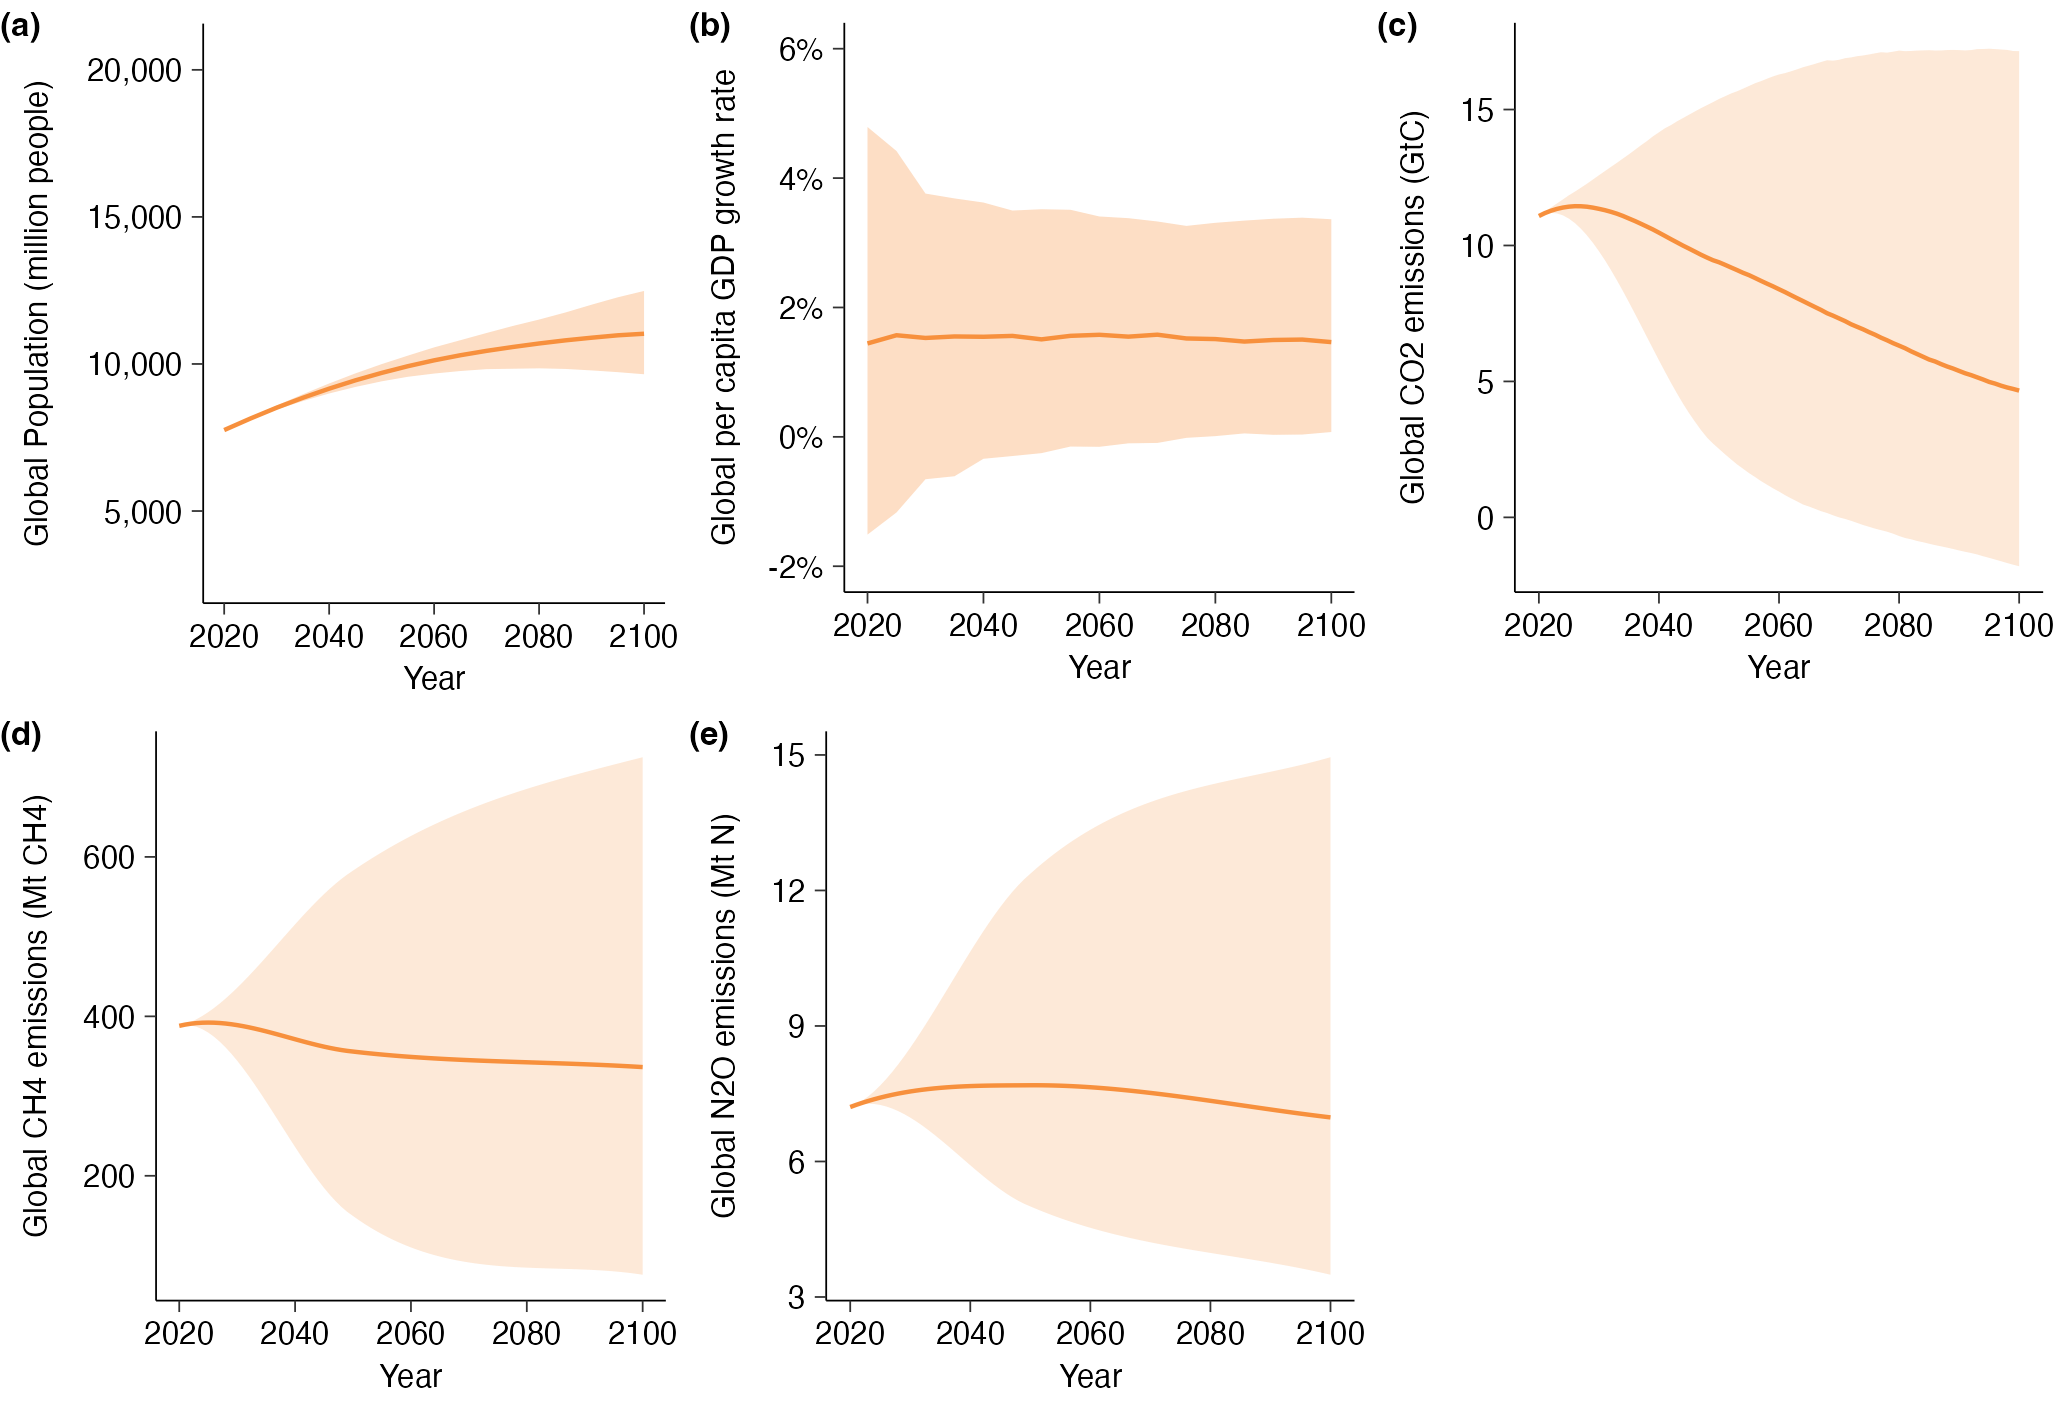 (a)
Global Population (million people)
20,000
15,000
10,000
5,000
2020 2040 2060 2080 2100
Year
(b)
Global per capita GDP growth rate
6%
4%
2%
0%
-2%
2020 2040 2060 2080 2100
Year
(c)
Global CO2 emissions (GtC)
15
10
5
0
2020 2040 2060 2080 2100
Year
(d)
Global CH4 emissions (Mt CH4)
600
400
200
2020 2040 2060 2080 2100
Year
(e)
Global N2O emissions (Mt N)
15
12
9
6
3
2020 2040 2060 2080 2100
Year